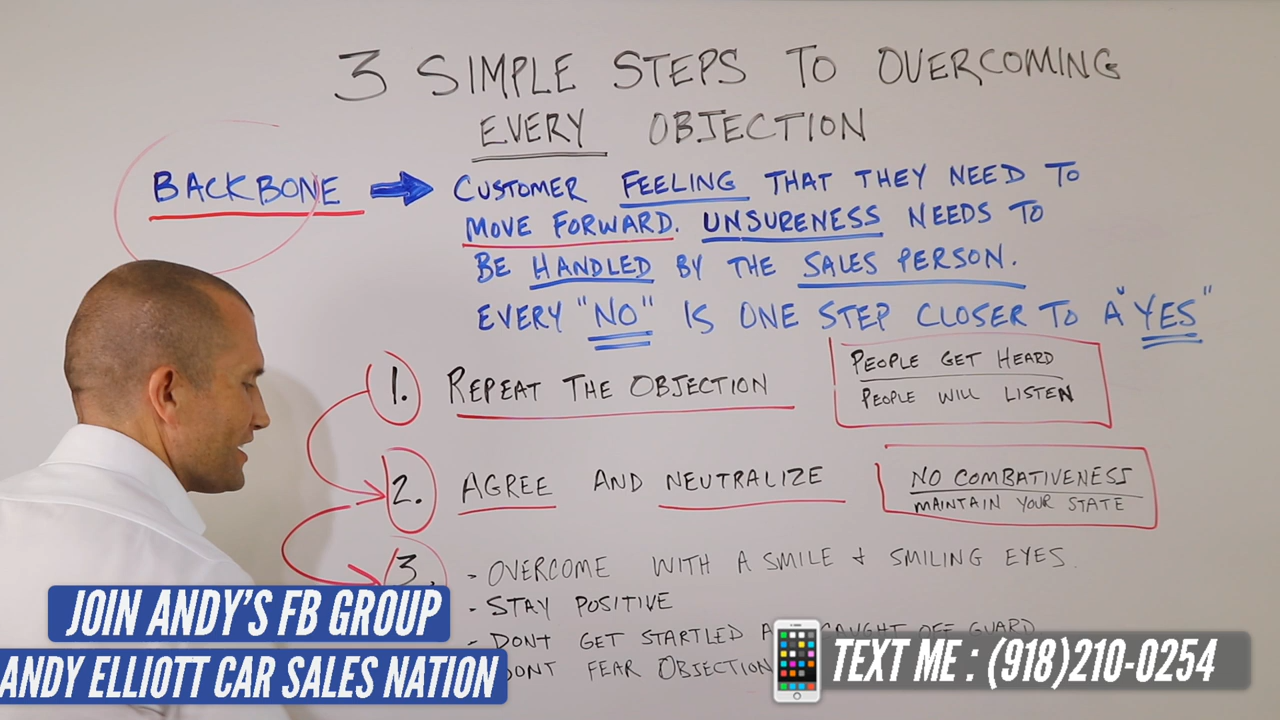 3 SIMPLE STEPS TO OVERCOMING
EVERY OBJECTION
BACKBONE
CUSTOMER FEELING THAT THEY NEED TO
MOVE FORWARD. UNSURENESS NEEDS TO
BE HANDLED BY THE SALES PERSON.
EVERY "NO" IS ONE STEP CLOSER TO A "YES"
1. REPEAT THE OBJECTION
PEOPLE GET HEARD
PEOPLE WILL LISTEN
2. AGREE AND NEUTRALIZE
NO COMBATIVENESS
MAINTAIN YOUR STATE
3. - OVERCOME WITH A SMILE + SMILING EYES.
- STAY POSITIVE
- DONT GET STARTLED CAUGHT OFF GUARD
DONT FEAR OBJECTION
JOIN ANDY'S FB GROUP
ANDY ELLIOTT CAR SALES NATION
TEXT ME : (918)210-0254